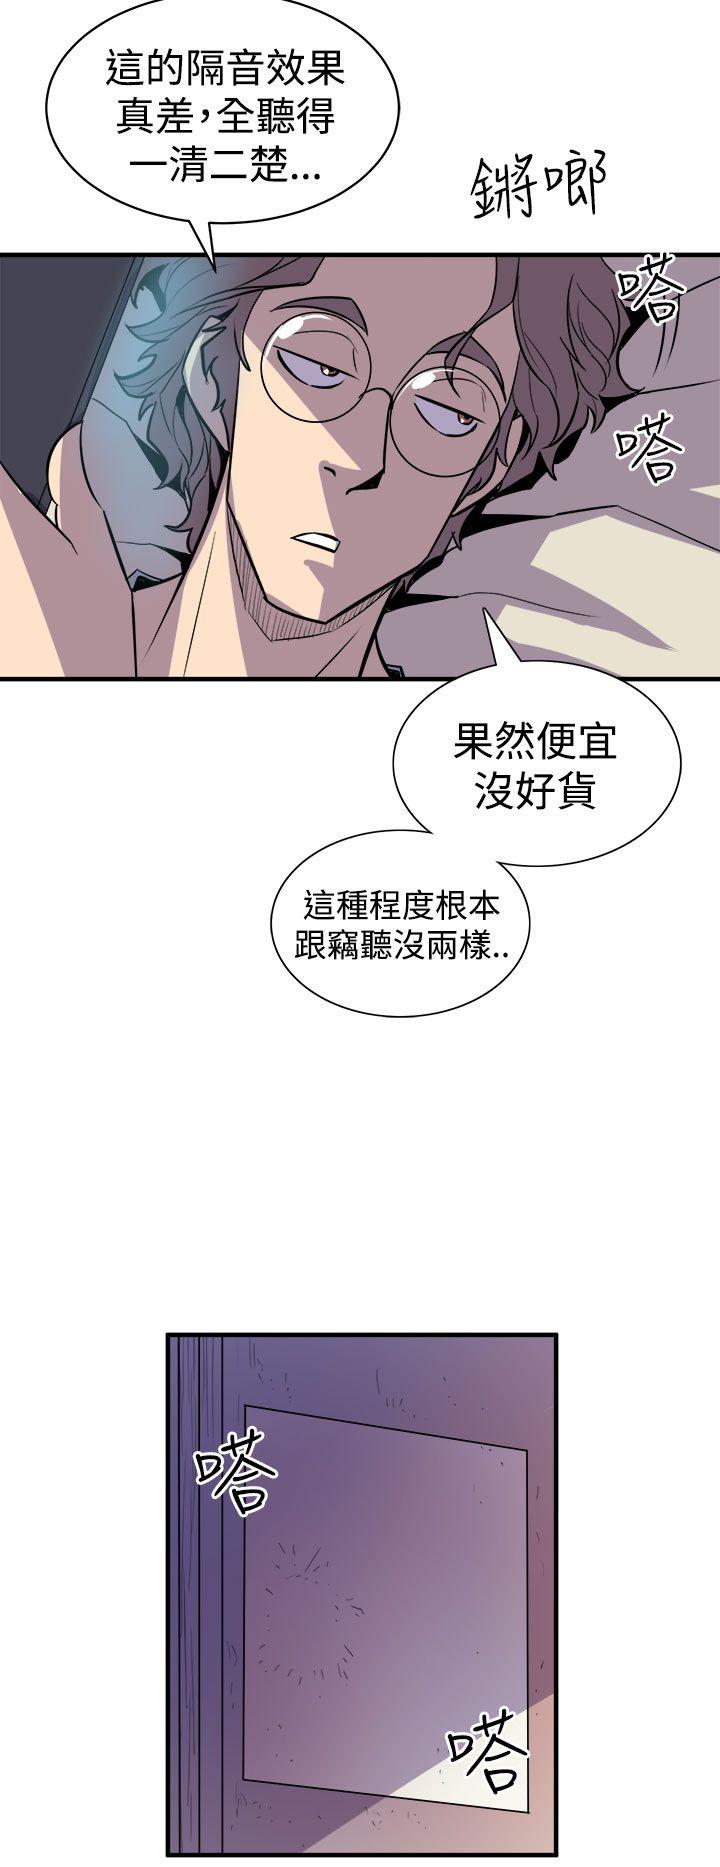 這的隔音效果
真差,全聽得
一清二楚...
鏘啷
嗒
嗒
果然便宜
沒好貨
這種程度根本
跟竊聽沒兩樣..
嗒
嗒